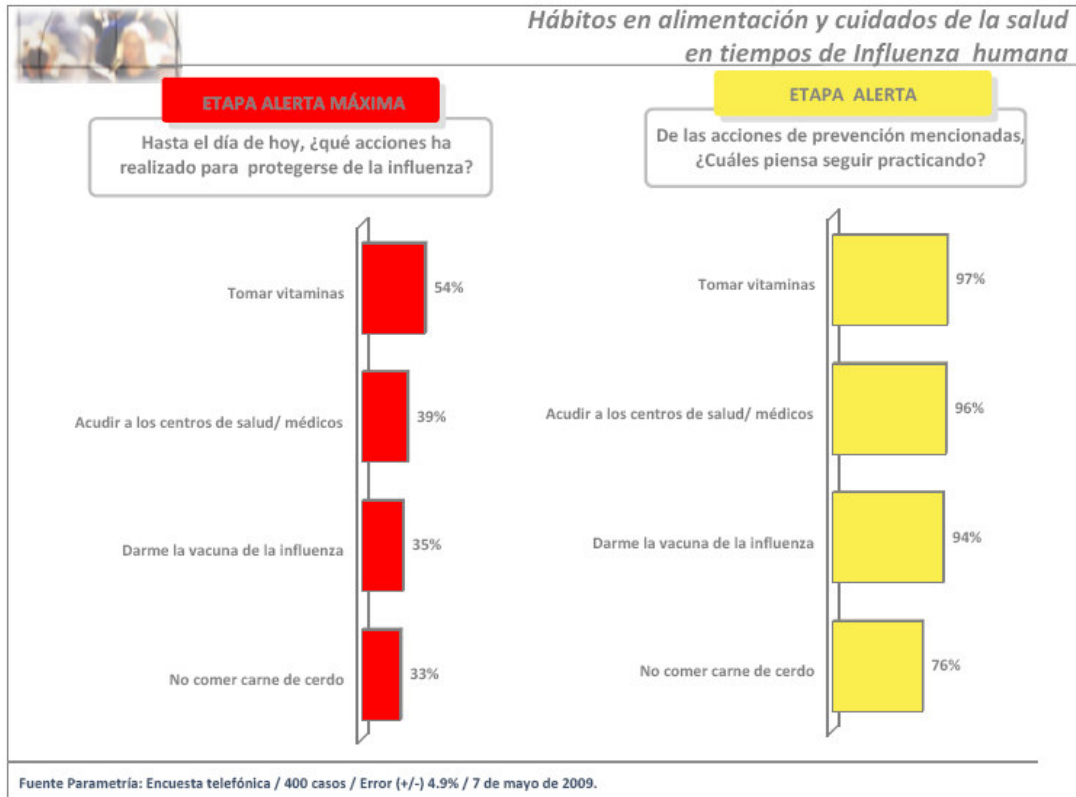 Hábitos en alimentación y cuidados de la salud
en tiempos de Influenza humana
ETAPA ALERTA MÁXIMA
Hasta el día de hoy, ¿qué acciones ha
realizado para protegerse de la influenza?
Tomar vitaminas
54%
Acudir a los centros de salud/ médicos
39%
Darme la vacuna de la influenza
35%
No comer carne de cerdo
33%
ETAPA ALERTA
De las acciones de prevención mencionadas,
¿Cuáles piensa seguir practicando?
Tomar vitaminas
97%
Acudir a los centros de salud/ médicos
96%
Darme la vacuna de la influenza
94%
No comer carne de cerdo
76%
Fuente Parametría: Encuesta telefónica / 400 casos / Error (+/-) 4.9% / 7 de mayo de 2009.